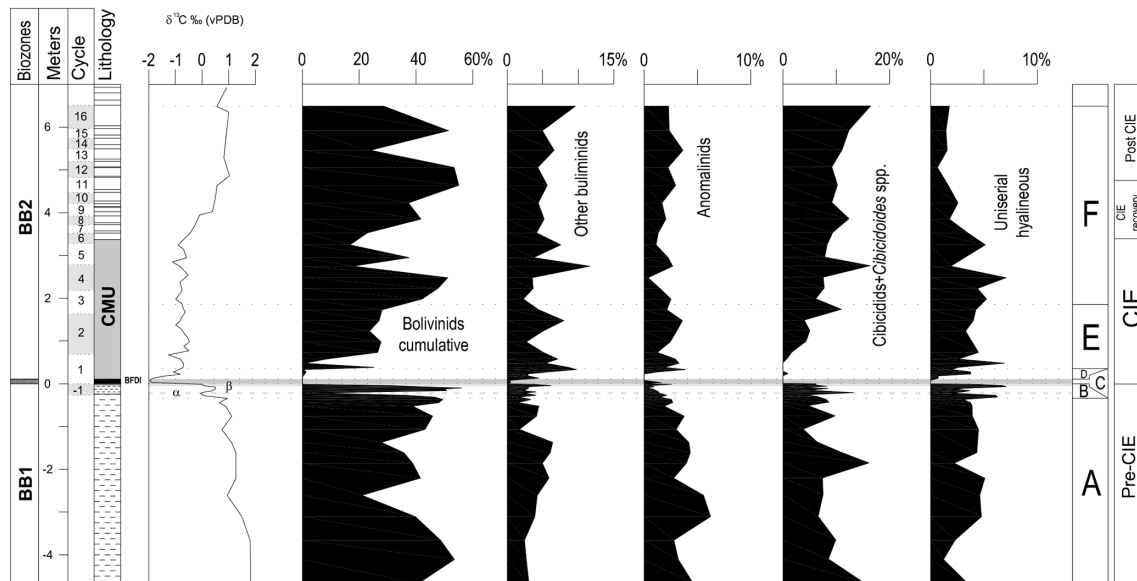 δ ¹³C ‰ (vPDB)
Biozones
Meters
Cycle
Lithology
-2 -1 0 1 2
0 20 40 60%
0 15%
0 10%
0 20%
0 10%
BB2
BB1
6
4
2
0
-2
-4
16
15
14
13
12
11
10
9
8
7
6
5
4
3
2
1
-1
CMU
BFDI
α
β
Bolivinids
cumulative
Other buliminids
Anomalinids
Cibicidids+Cibicidoides spp.
Uniserial
hyalineous
F
E
D
C
B
A
Post CIE
CIE
recovery
CIE
Pre-CIE